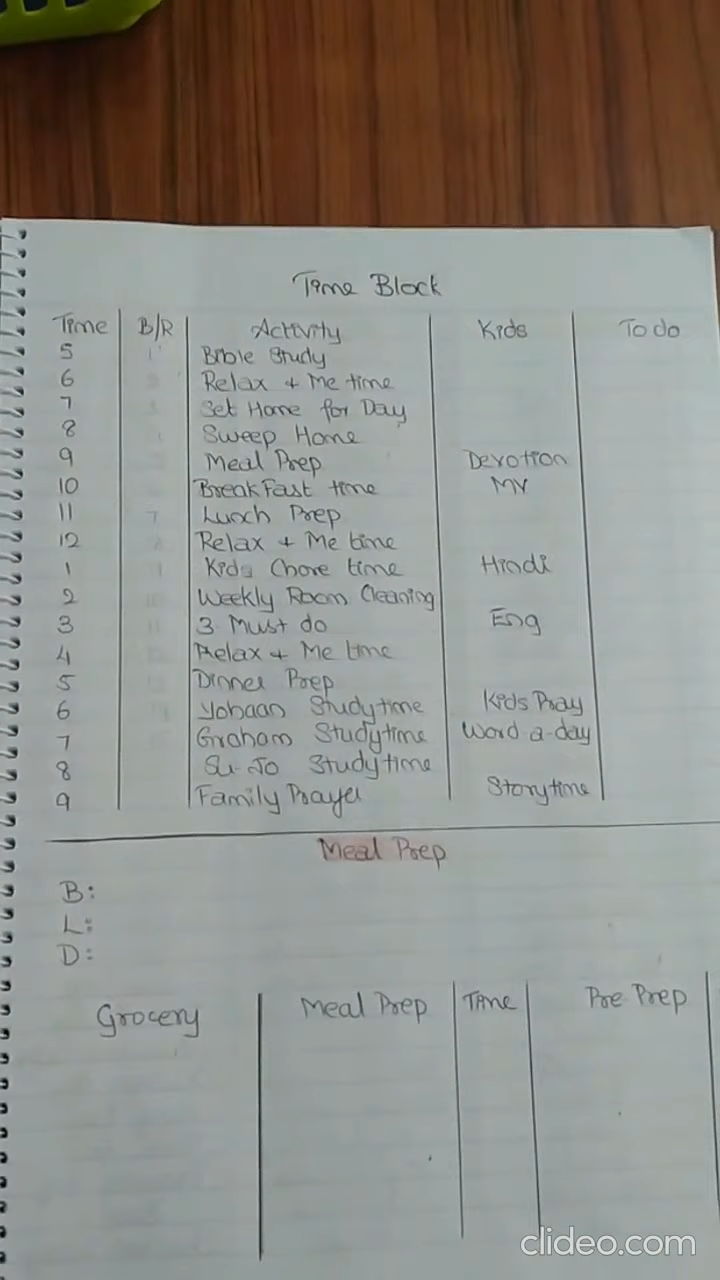 Time Block
Time B/R Activity Kids To do
5 Bible Study
6 Relax + Me time
7 Set Home for Day
8 Sweep Home
9 Meal Prep Devotion
10 BreakFast time MV
11 7 Lunch Prep
12 Relax + Me time
1 Kids Chore time Hindi
2 Weekly Room Cleaning
3 3 Must do Eng
4 Relax + Me time
5 Dinner Prep
6 Yohaan Study time Kids Pray
7 Graham Study time Word a-day
8 Su-Jo Study time
9 Family Prayer Storytime
Meal Prep
B:
L:
D:
Grocery Meal Prep Time Pre Prep
clideo.com